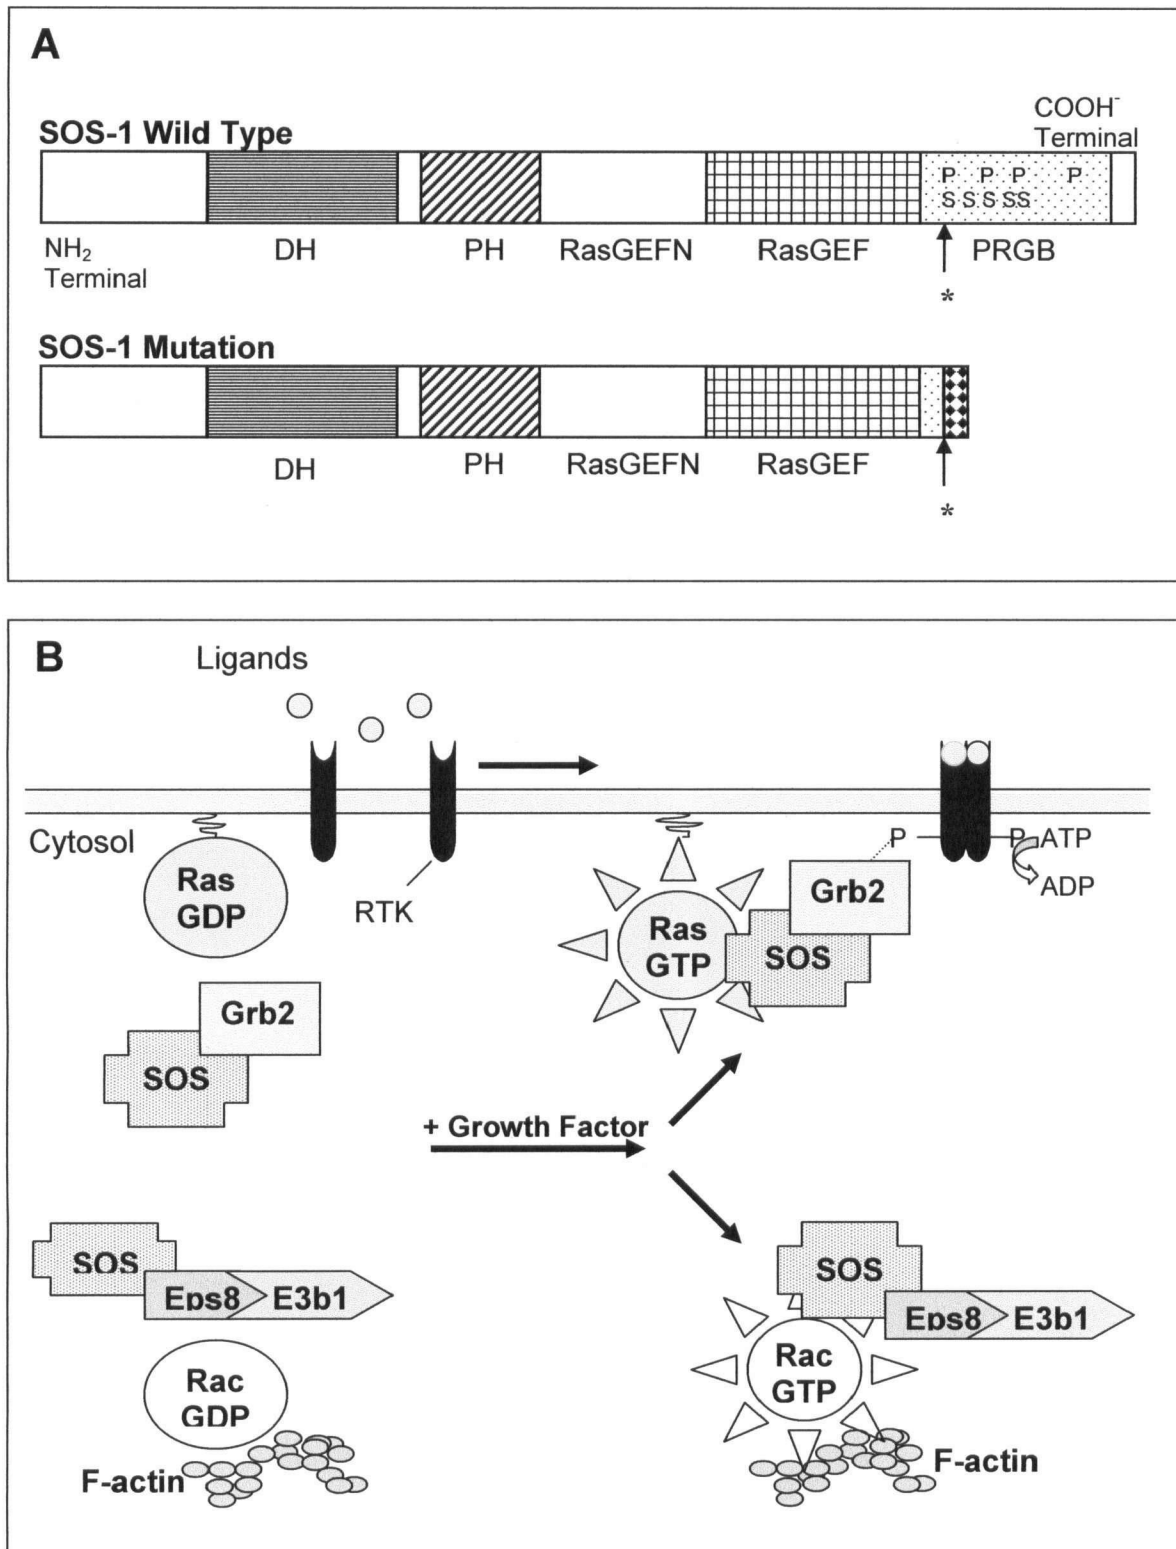 A
SOS-1 Wild Type
COOH⁻
Terminal
P P P P
S S S S S
NH₂
Terminal
DH
PH
RasGEFN
RasGEF
PRGB
*
SOS-1 Mutation
DH
PH
RasGEFN
RasGEF
*
B
Ligands
Cytosol
Ras
GDP
RTK
Grb2
SOS
Ras
GTP
SOS
Grb2
P
P
ATP
ADP
+ Growth Factor
SOS
Eps8
E3b1
Rac
GDP
F-actin
SOS
Eps8
E3b1
Rac
GTP
F-actin